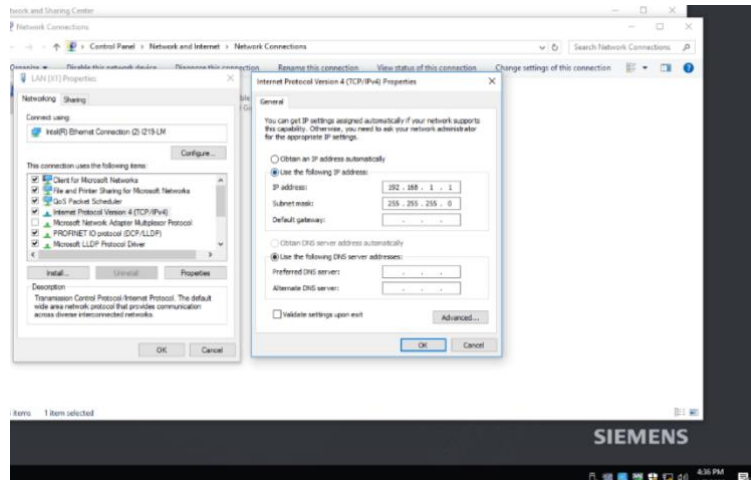 Network and Sharing Center
Network Connections
Control Panel > Network and Internet > Network Connections
Search Network Connections
Organize Disable this network device Diagnose this connection Rename this connection View status of this connection Change settings of this connection
LAN [X1] Properties
Networking Sharing
Connect using:
Intel(R) Ethernet Connection (2) I219-LM
Configure...
This connection uses the following items:
Client for Microsoft Networks
File and Printer Sharing for Microsoft Networks
QoS Packet Scheduler
Internet Protocol Version 4 (TCP/IPv4)
Microsoft Network Adapter Multiplexor Protocol
PROFINET IO protocol (DCP/LLDP)
Microsoft LLDP Protocol Driver
Install... Uninstall Properties
Description
Transmission Control Protocol/Internet Protocol. The default
wide area network protocol that provides communication
across diverse interconnected networks.
OK Cancel
Internet Protocol Version 4 (TCP/IPv4) Properties
General
You can get IP settings assigned automatically if your network supports
this capability. Otherwise, you need to ask your network administrator
for the appropriate IP settings.
Obtain an IP address automatically
Use the following IP address:
IP address: 192 . 168 . 1 . 1
Subnet mask: 255 . 255 . 255 . 0
Default gateway: . . .
Obtain DNS server address automatically
Use the following DNS server addresses:
Preferred DNS server: . . .
Alternate DNS server: . . .
Validate settings upon exit
Advanced...
OK Cancel
items 1 item selected
SIEMENS
4:36 PM